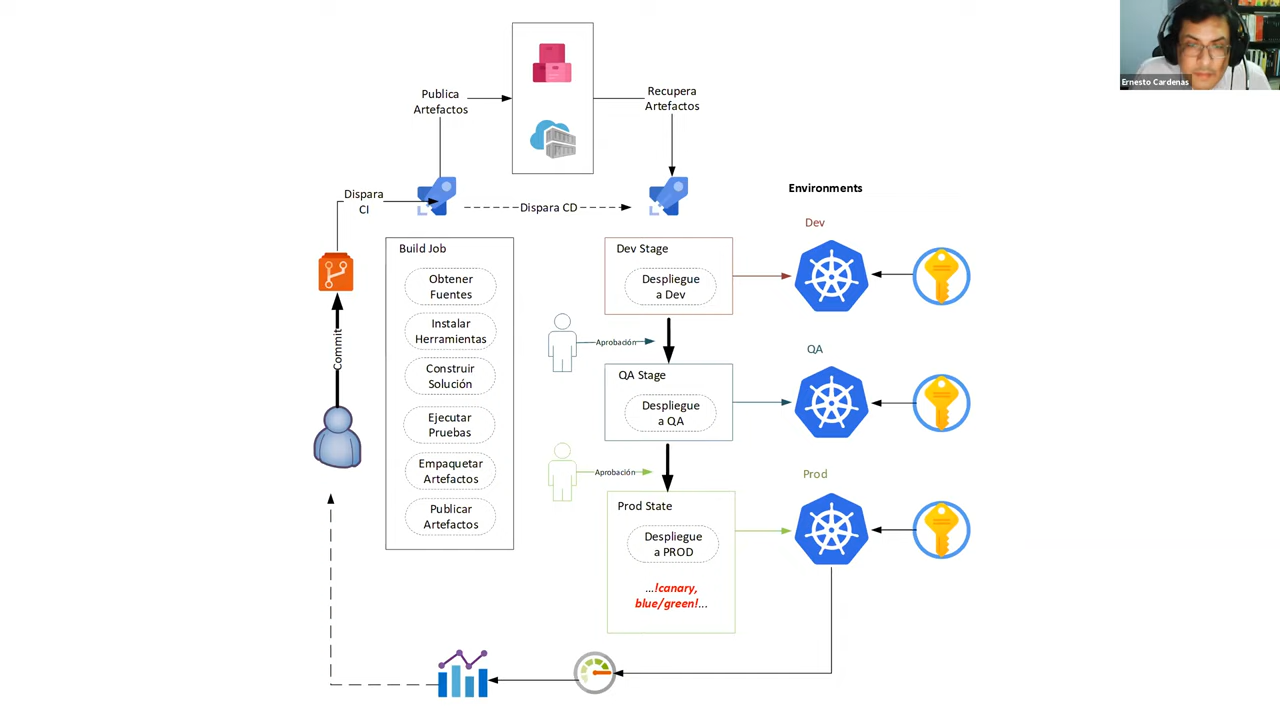 Ernesto Cardenas
Publica
Artefactos
Recupera
Artefactos
Dispara
CI
Dispara CD
Environments
Commit
Build Job
Obtener
Fuentes
Instalar
Herramientas
Construir
Solución
Ejecutar
Pruebas
Empaquetar
Artefactos
Publicar
Artefactos
Dev Stage
Despliegue
a Dev
Dev
Aprobación
QA Stage
Despliegue
a QA
QA
Aprobación
Prod State
Despliegue
a PROD
...!canary,
blue/green!...
Prod